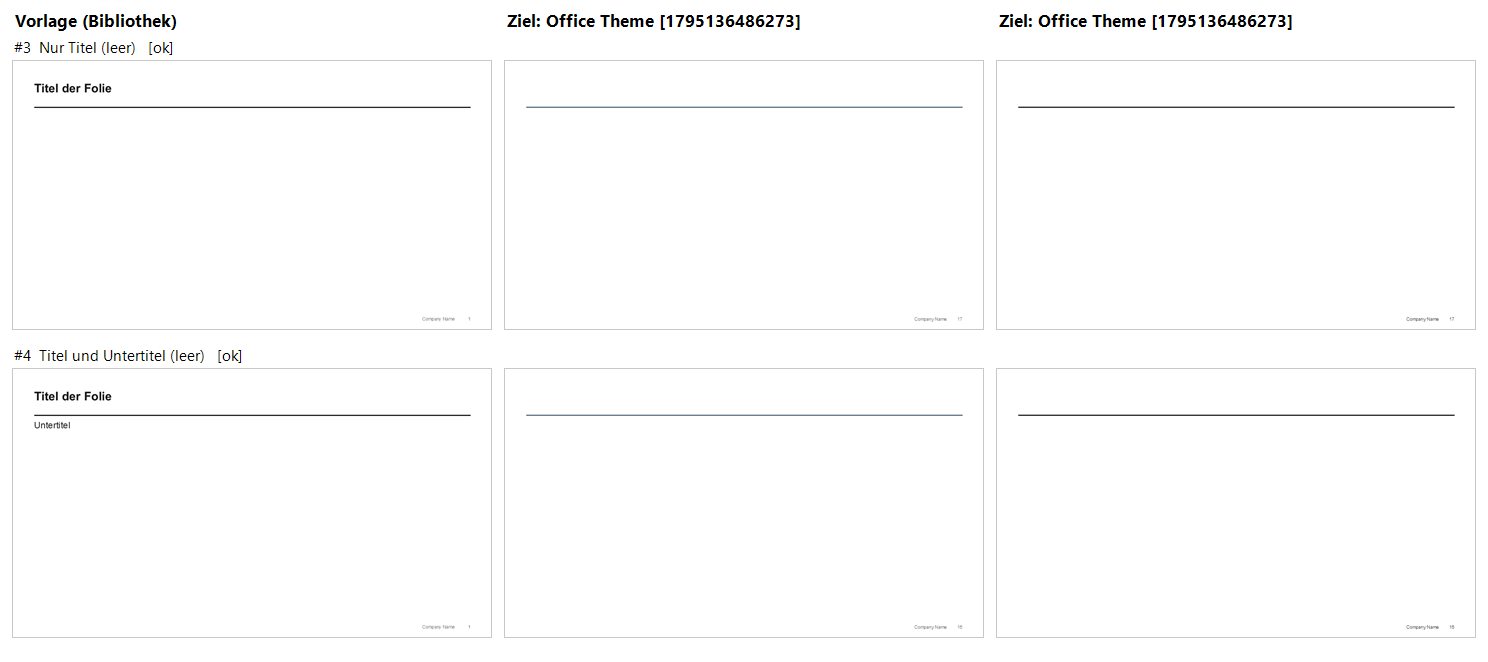 Vorlage (Bibliothek) Ziel: Office Theme [1795136486273] Ziel: Office Theme [1795136486273]
#3 Nur Titel (leer) [ok]
Titel der Folie
Company Name 1 Company Name 17 Company Name 17
#4 Titel und Untertitel (leer) [ok]
Titel der Folie
Untertitel
Company Name 1 Company Name Company Name